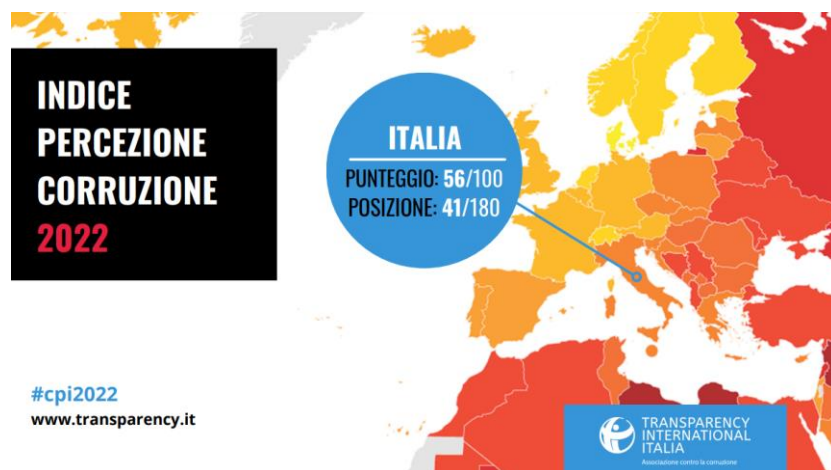 INDICE
PERCEZIONE
CORRUZIONE
2022
ITALIA
PUNTEGGIO: 56/100
POSIZIONE: 41/180
#cpi2022
www.transparency.it
TRANSPARENCY
INTERNATIONAL
ITALIA
Associazione contro la corruzione